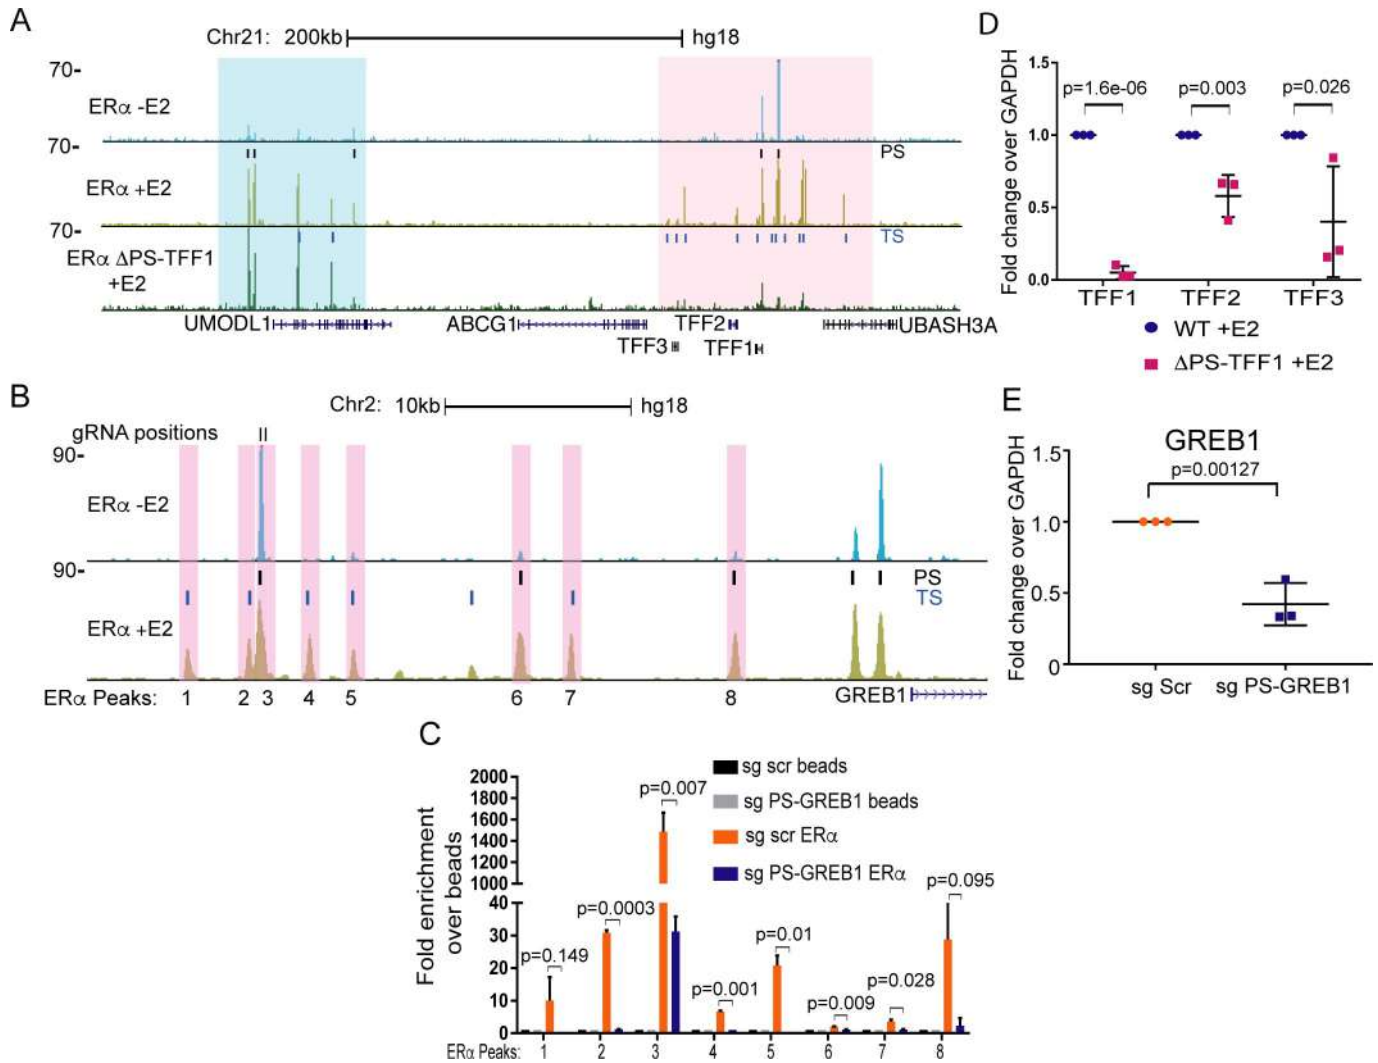 A
Chr21: 200kb hg18
70-
ERα -E2
70-
PS
ERα +E2
70-
TS
ERα ΔPS-TFF1
+E2
UMODL1 ABCG1 TFF2 UBASH3A
TFF3 TFF1
B
Chr2: 10kb hg18
gRNA positions
90-
ERα -E2
90-
PS
TS
ERα +E2
ERα Peaks: 1 2 3 4 5 6 7 8 GREB1
C
Fold enrichment
over beads
2000
1800
1600
1400
1200
1000
40
30
20
10
0
sg scr beads
sg PS-GREB1 beads
sg scr ERα
sg PS-GREB1 ERα
p=0.149
p=0.0003
p=0.007
p=0.001
p=0.01
p=0.009
p=0.028
p=0.095
ERα Peaks: 1 2 3 4 5 6 7 8
D
Fold change over GAPDH
1.5
1.0
0.5
0.0
p=1.6e-06 p=0.003 p=0.026
TFF1 TFF2 TFF3
WT +E2
ΔPS-TFF1 +E2
E
GREB1
Fold change over GAPDH
1.5
1.0
0.5
0
p=0.00127
sg Scr sg PS-GREB1